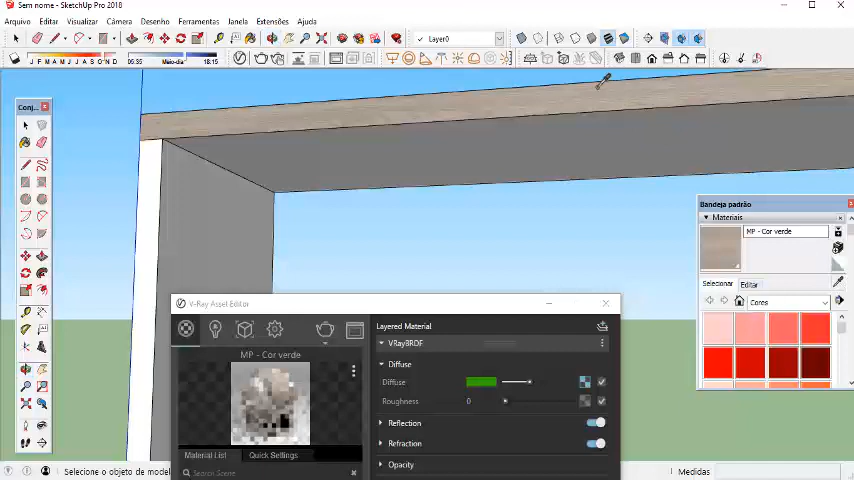 Sem nome - SketchUp Pro 2018
Arquivo Editar Visualizar Câmera Desenho Ferramentas Janela Extensões Ajuda
Layer0
J F M A M J J A S O N D 05:35 Meio-dia 18:15
Conj...
Bandeja padrão
Materiais
MP - Cor verde
Selecionar Editar
Cores
V-Ray Asset Editor
Layered Material
VRayBRDF
MP - Cor verde
Diffuse
Diffuse
Roughness 0
Reflection
Refraction
Material List Quick Settings
Opacity
Search Scene
Selecione o objeto de model
Medidas